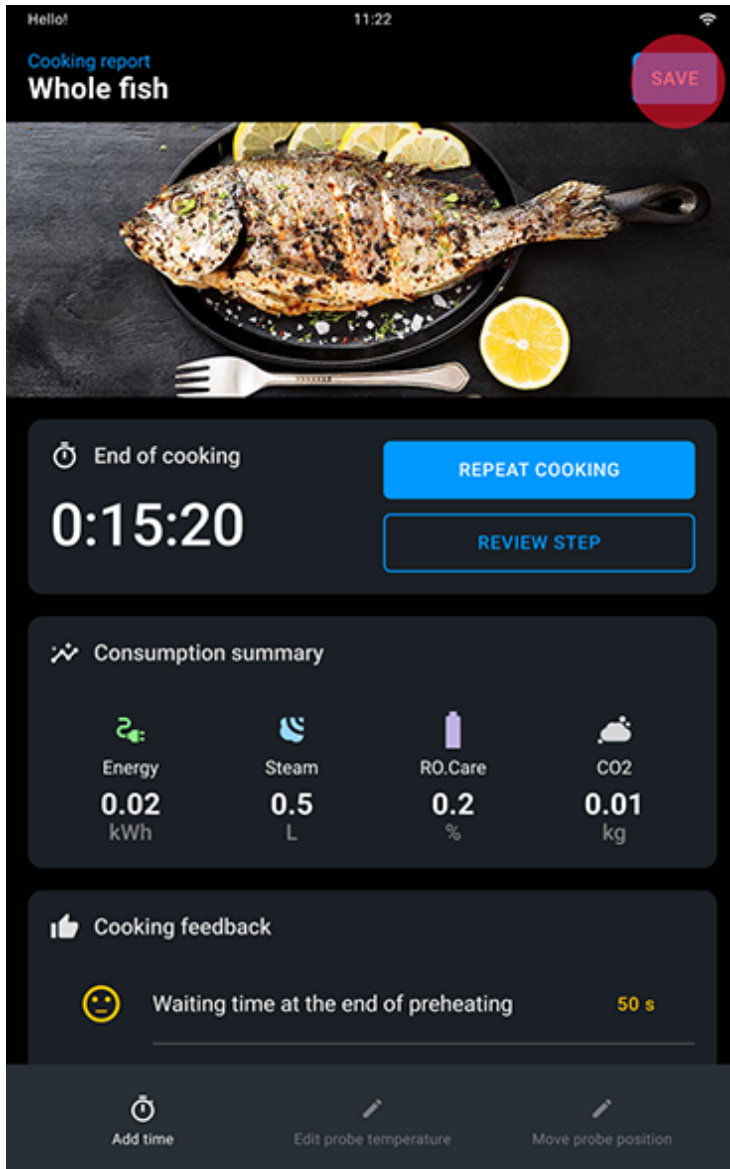 Hello!
11:22
Cooking report
Whole fish
SAVE
End of cooking
0:15:20
REPEAT COOKING
REVIEW STEP
Consumption summary
Energy
Steam
RO.Care
CO2
0.02
0.5
0.2
0.01
kWh
L
%
kg
Cooking feedback
Waiting time at the end of preheating
50 s
Add time
Edit probe temperature
Move probe position